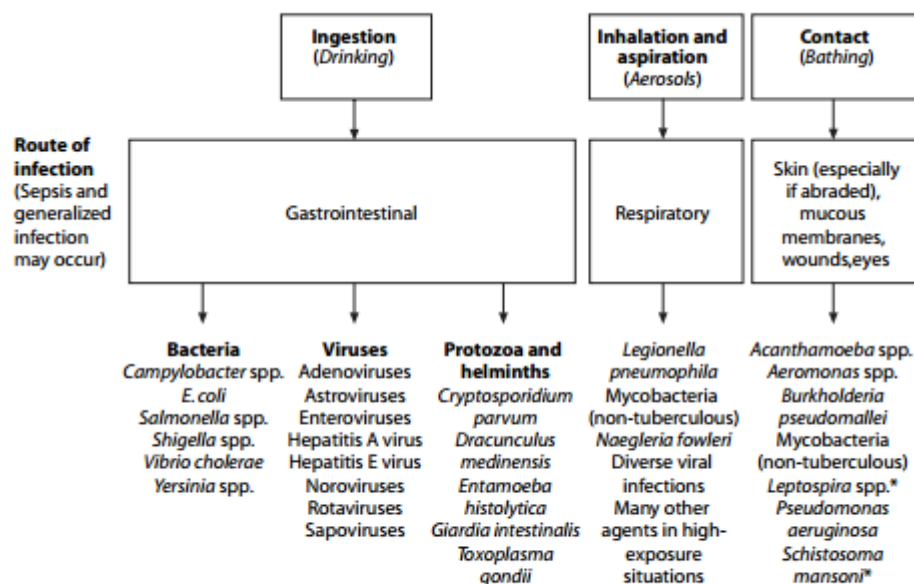 Ingestion
(Drinking)
Inhalation and
aspiration
(Aerosols)
Contact
(Bathing)
Route of
infection
(Sepsis and
generalized
infection
may occur)
Gastrointestinal
Respiratory
Skin (especially
if abraded),
mucous
membranes,
wounds,eyes
Bacteria
Campylobacter spp.
E. coli
Salmonella spp.
Shigella spp.
Vibrio cholerae
Yersinia spp.
Viruses
Adenoviruses
Astroviruses
Enteroviruses
Hepatitis A virus
Hepatitis E virus
Noroviruses
Rotaviruses
Sapoviruses
Protozoa and
helminths
Cryptosporidium
parvum
Dracunculus
medinensis
Entamoeba
histolytica
Giardia intestinalis
Toxoplasma
gondii
Legionella
pneumophila
Mycobacteria
(non-tuberculous)
Naegleria fowleri
Diverse viral
infections
Many other
agents in high-
exposure
situations
Acanthamoeba spp.
Aeromonas spp.
Burkholderia
pseudomallei
Mycobacteria
(non-tuberculous)
Leptospira spp.*
Pseudomonas
aeruginosa
Schistosoma
mansoni*